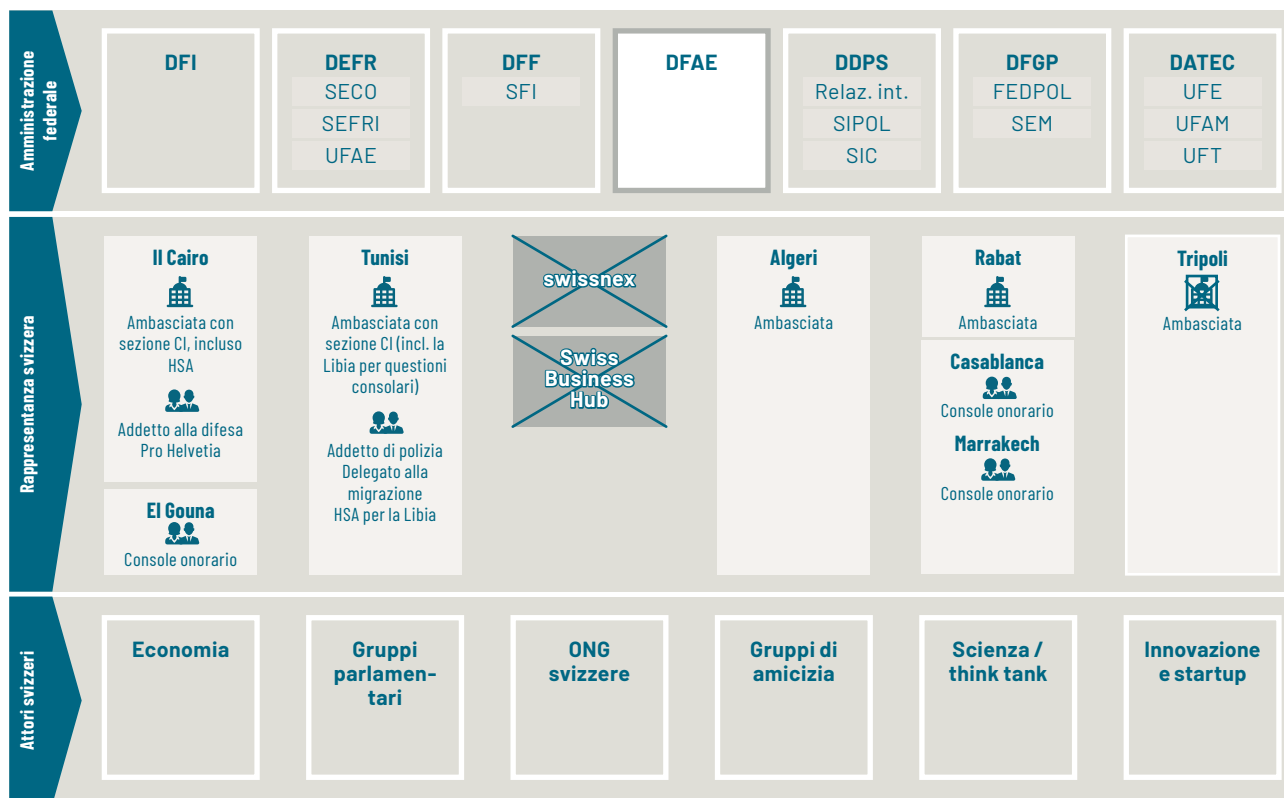 Amministrazione
federale
DFI
DEFR
SECO
SEFRI
UFAE
DFF
SFI
DFAE
DDPS
Relaz. int.
SIPOL
SIC
DFGP
FEDPOL
SEM
DATEC
UFE
UFAM
UFT
Rappresentanza svizzera
Il Cairo
Ambasciata con
sezione CI, incluso
HSA
Addetto alla difesa
Pro Helvetia
El Gouna
Console onorario
Tunisi
Ambasciata con
sezione CI (incl. la
Libia per questioni
consolari)
Addetto di polizia
Delegato alla
migrazione
HSA per la Libia
swissnex
Swiss
Business
Hub
Algeri
Ambasciata
Rabat
Ambasciata
Casablanca
Console onorario
Marrakech
Console onorario
Tripoli
Ambasciata
Attori svizzeri
Economia
Gruppi
parlamen-
tari
ONG
svizzere
Gruppi di
amicizia
Scienza /
think tank
Innovazione
e startup